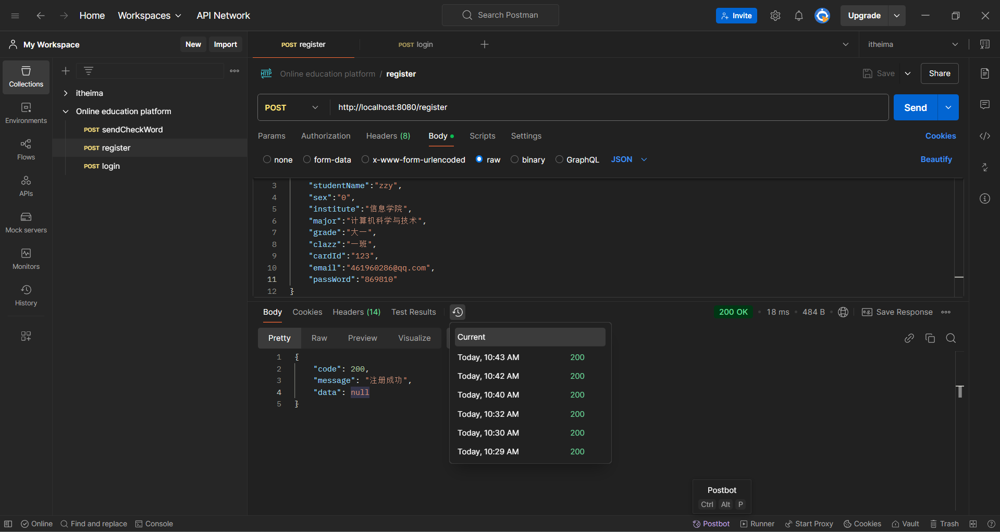 Home Workspaces API Network Search Postman Invite Upgrade
My Workspace New Import POST register POST login itheima
Online education platform / register Save Share
Collections
Environments
Flows
APIs
Mock servers
Monitors
History
itheima
Online education platform
POST sendCheckWord
POST register
POST login
POST http://localhost:8080/register Send
Params Authorization Headers (8) Body Scripts Settings Cookies
none form-data x-www-form-urlencoded raw binary GraphQL JSON Beautify
3 "studentName":"zzy",
4 "sex":"0",
5 "institute":"信息学院",
6 "major":"计算机科学与技术",
7 "grade":"大一",
8 "clazz":"一班",
9 "cardId":"123",
10 "email":"461960286@qq.com",
11 "passWord":"869810"
12 }
Body Cookies Headers (14) Test Results 200 OK 18 ms 484 B e.g. Save Response
Pretty Raw Preview Visualize
1 {
2 "code": 200,
3 "message": "注册成功",
4 "data": null
5 }
Current
Today, 10:43 AM 200
Today, 10:42 AM 200
Today, 10:40 AM 200
Today, 10:32 AM 200
Today, 10:30 AM 200
Today, 10:29 AM 200
Postbot
Ctrl Alt P
Online Find and replace Console Postbot Runner Start Proxy Cookies Vault Trash